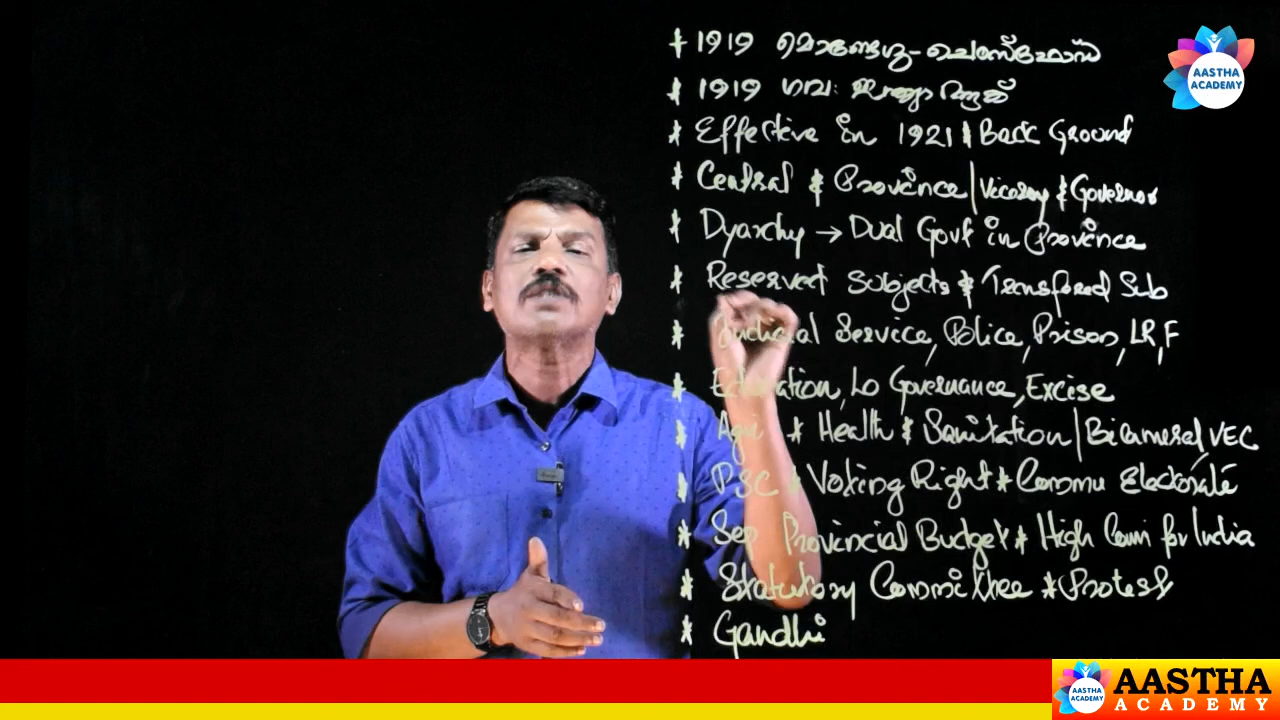 * 1919 മൊണ്ടേഗു-ചെംസ്ഫോഡ്
* 1919 ഗവ: ഇന്ത്യാ ആക്ട്
* Effective in 1921 * Back Ground
* Central & Province / Viceroy & Governor
* Dyarchy → Dual Govt in Province
* Reserved Subjects & Transfered Sub
* Judicial Service, Police, Prison, LR, F
* Education, Lo Governance, Excise
* Agri * Health & Sanitation / Bicameral, VEC
* PSC * Voting Right * Commu Electorate
* Sep Provincial Budget * High Com for India
* Statutory Committee * Protest
* Gandhi
AASTHA
ACADEMY
AASTHA
ACADEMY
AASTHA
ACADEMY